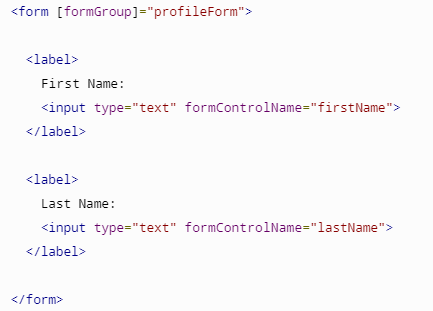 <form [formGroup]="profileForm">
<label>
First Name:
<input type="text" formControlName="firstName">
</label>
<label>
Last Name:
<input type="text" formControlName="lastName">
</label>
</form>